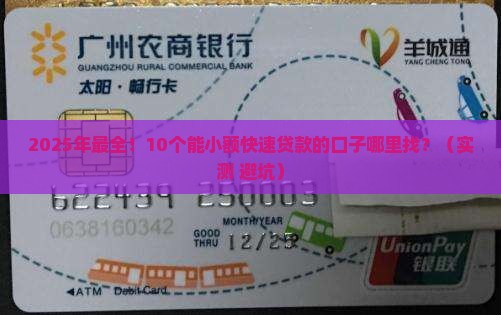 广州农商银行
GUANGZHOU RURAL COMMERCIAL BANK
羊城通
YANG CHENG TONG
太阳·畅行卡
2025年最全！10个能小额快速贷款的口子哪里找？（实
测 避坑）
622439
0638160342
MONTH/YEAR
GOOD
THRU 12/25
UnionPay
银联
◄ATM Debit Card